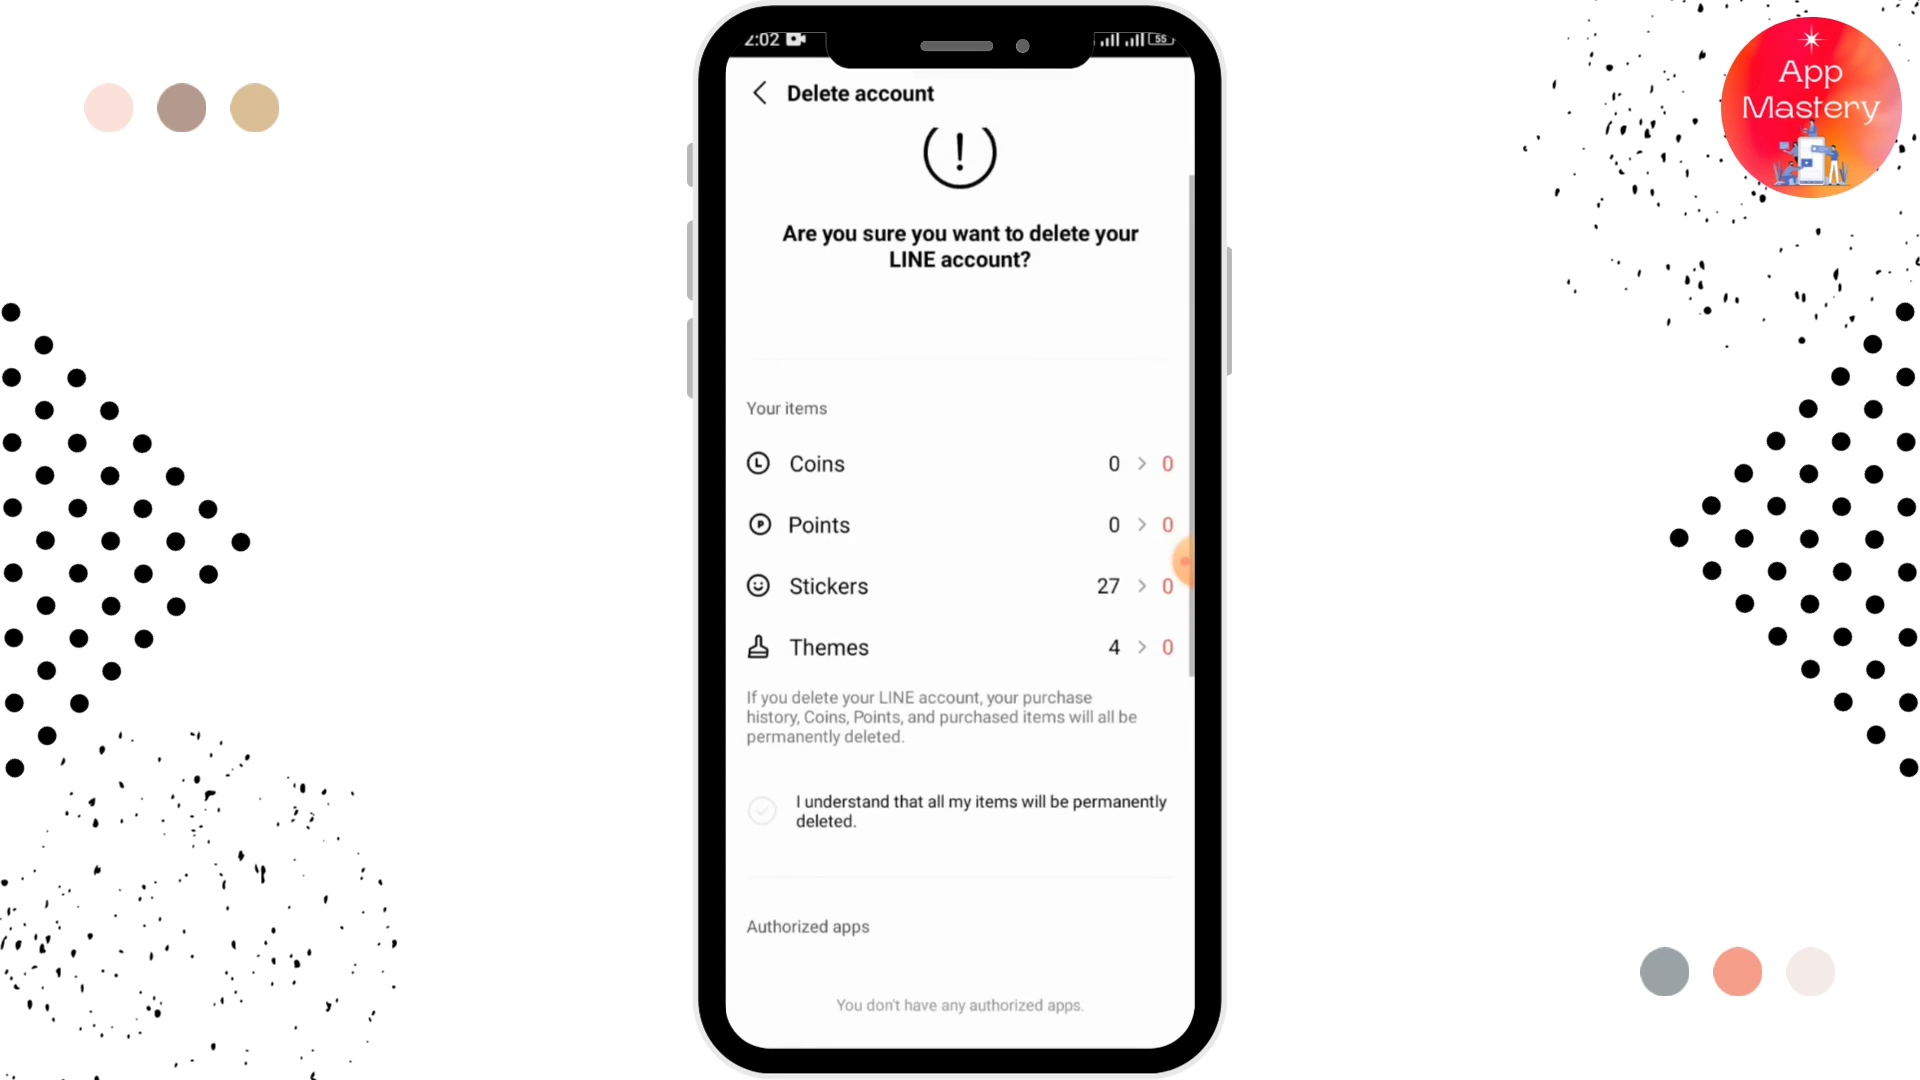 2:02
55
Delete account
!
Are you sure you want to delete your
LINE account?
Your items
L Coins 0 > 0
P Points 0 > 0
Stickers 27 > 0
Themes 4 > 0
If you delete your LINE account, your purchase
history, Coins, Points, and purchased items will all be
permanently deleted.
I understand that all my items will be permanently
deleted.
Authorized apps
You don't have any authorized apps.
App
Mastery